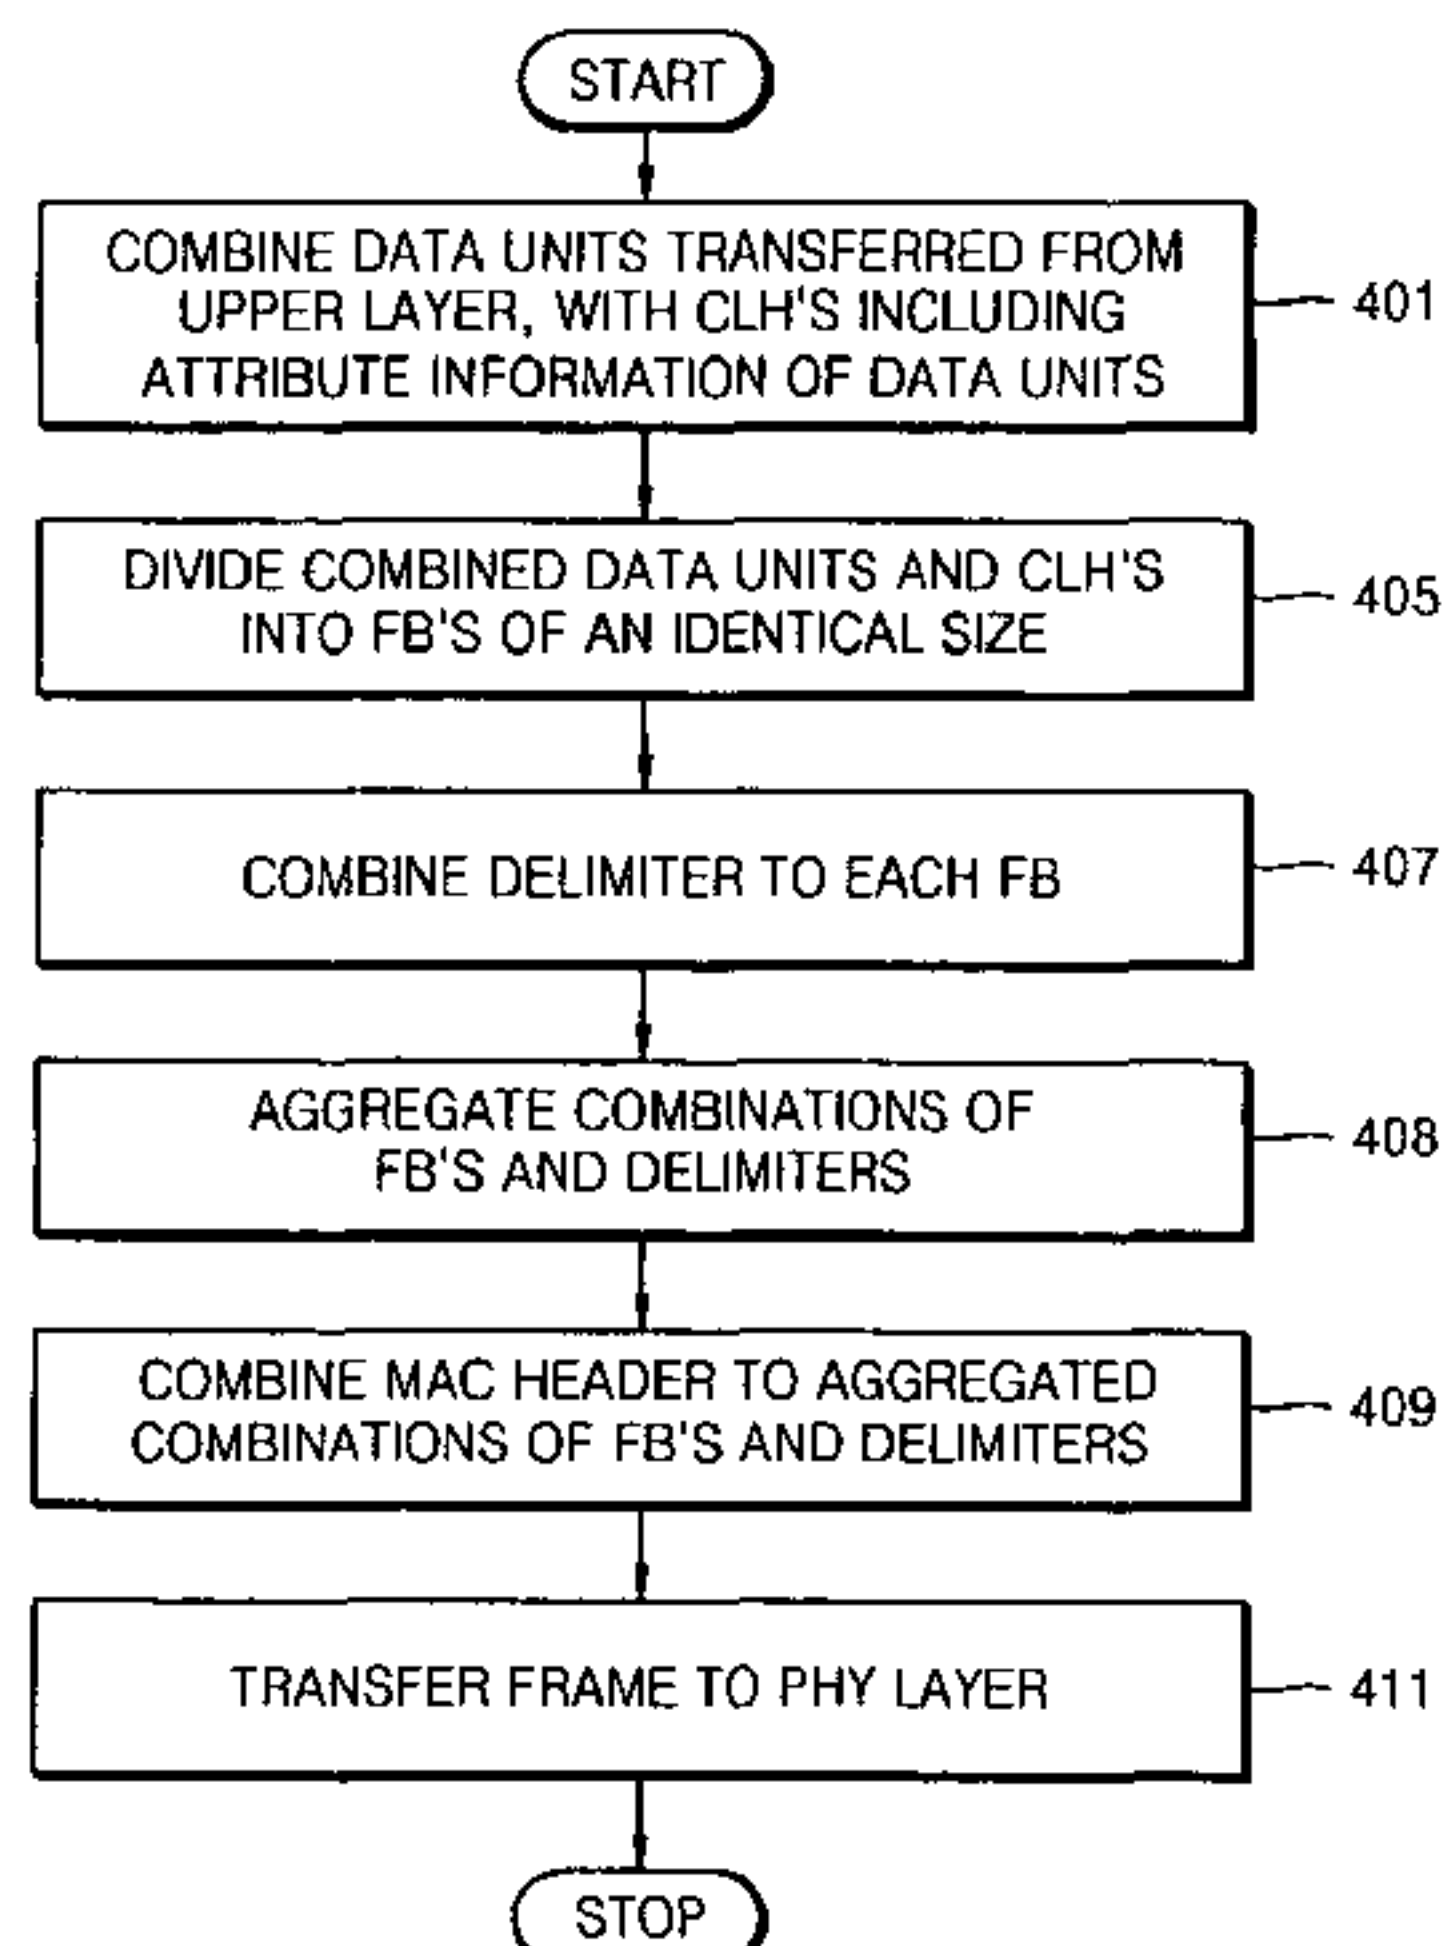 START
COMBINE DATA UNITS TRANSFERRED FROM
UPPER LAYER, WITH CLH'S INCLUDING
ATTRIBUTE INFORMATION OF DATA UNITS
401
DIVIDE COMBINED DATA UNITS AND CLH'S
INTO FB'S OF AN IDENTICAL SIZE
405
COMBINE DELIMITER TO EACH FB
407
AGGREGATE COMBINATIONS OF
FB'S AND DELIMITERS
408
COMBINE MAC HEADER TO AGGREGATED
COMBINATIONS OF FB'S AND DELIMITERS
409
TRANSFER FRAME TO PHY LAYER
411
STOP